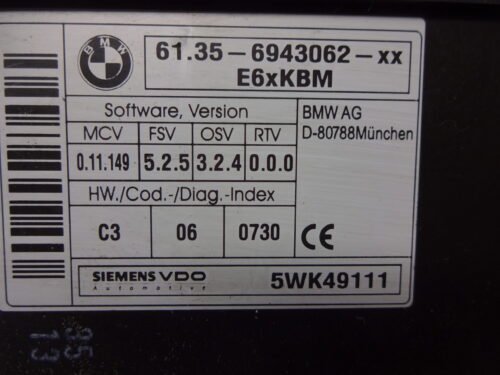 BMW
61.35-6943062-xx
E6xKBM
Software, Version
MCV FSV OSV RTV
0.11.149 5.2.5 3.2.4 0.0.0
HW./Cod.-/Diag.-Index
C3 06 0730
BMW AG
D-80788München
CE
SIEMENS VDO
Automotive
5WK49111
35
13